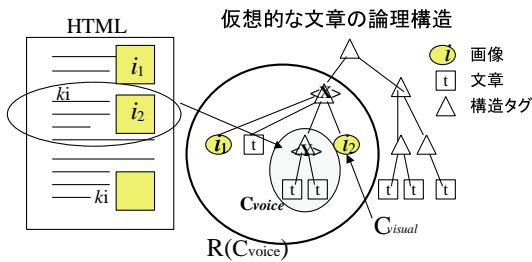 HTML
仮想的な文章の論理構造
i1
ki
i2
ki
X
i 画像
t 文章
構造タグ
i1
t
Y
i2
t t
t t t
Cvoice
Cvisual
R(Cvoice)